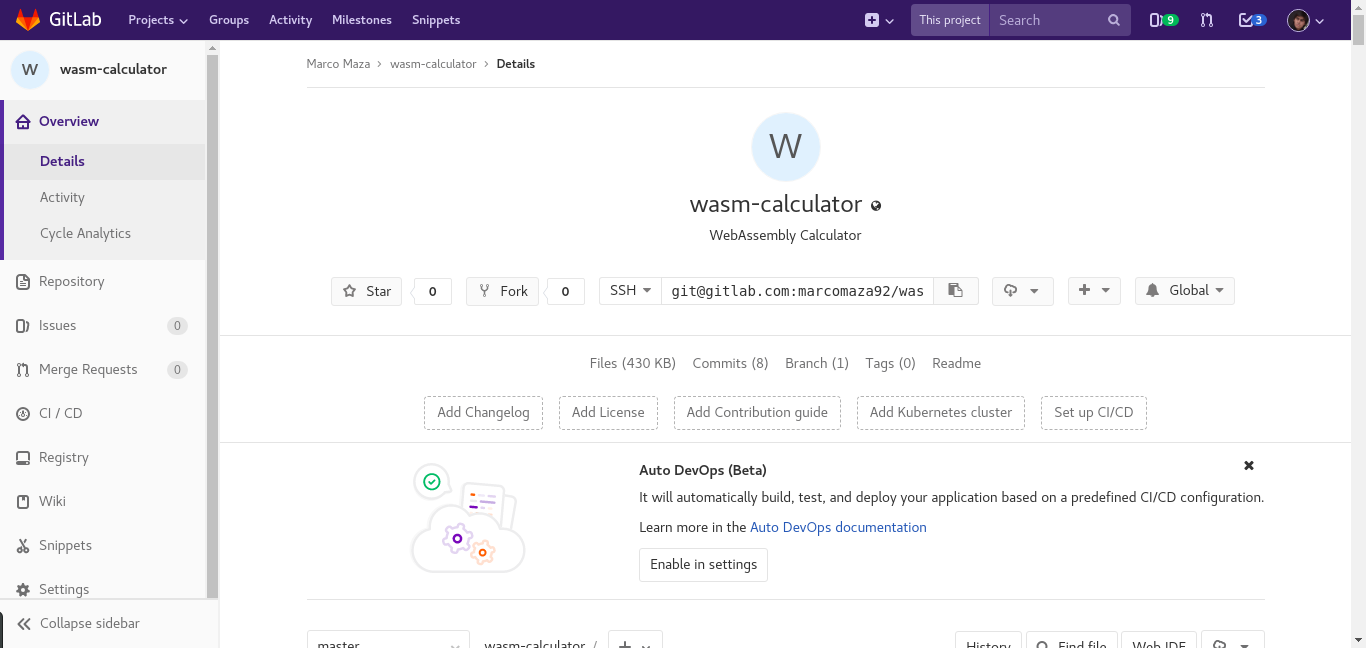 GitLab Projects Groups Activity Milestones Snippets This project Search 9 3
W wasm-calculator
Overview
Details
Activity
Cycle Analytics
Repository
Issues 0
Merge Requests 0
CI / CD
Registry
Wiki
Snippets
Settings
Collapse sidebar
Marco Maza › wasm-calculator › Details
W
wasm-calculator
WebAssembly Calculator
Star 0 Fork 0 SSH git@gitlab.com:marcomaza92/was Global
Files (430 KB) Commits (8) Branch (1) Tags (0) Readme
Add Changelog Add License Add Contribution guide Add Kubernetes cluster Set up CI/CD
Auto DevOps (Beta)
It will automatically build, test, and deploy your application based on a predefined CI/CD configuration.
Learn more in the Auto DevOps documentation
Enable in settings
master wasm-calculator / History Find file Web IDE